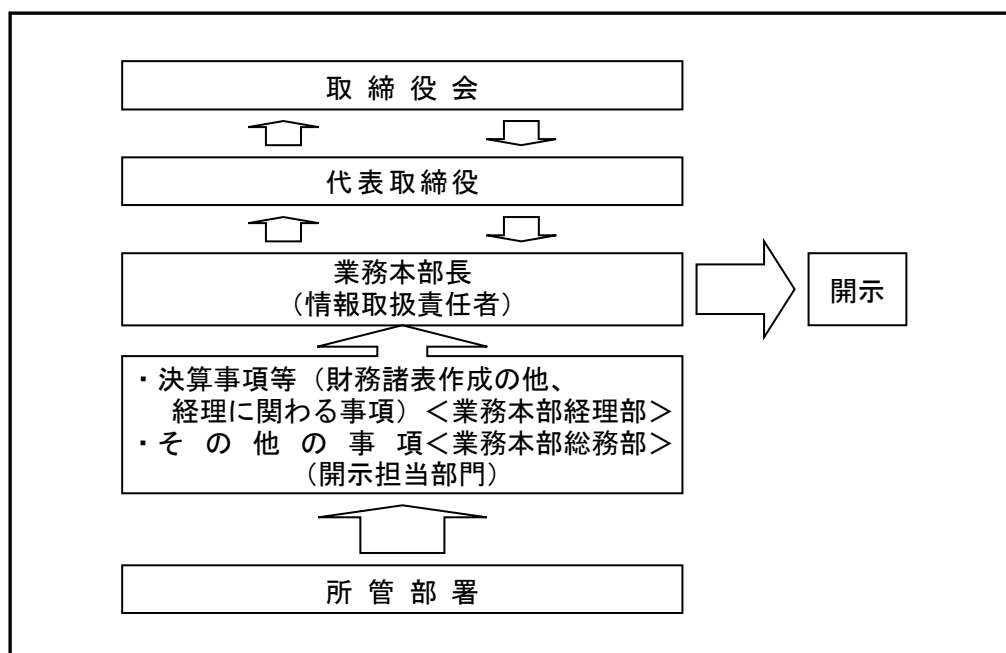 取 締 役 会
代表取締役
業務本部長
（情報取扱責任者）
開示
・決算事項等（財務諸表作成の他、
経理に関わる事項）＜業務本部経理部＞
・そ の 他 の 事 項＜業務本部総務部＞
（開示担当部門）
所 管 部 署